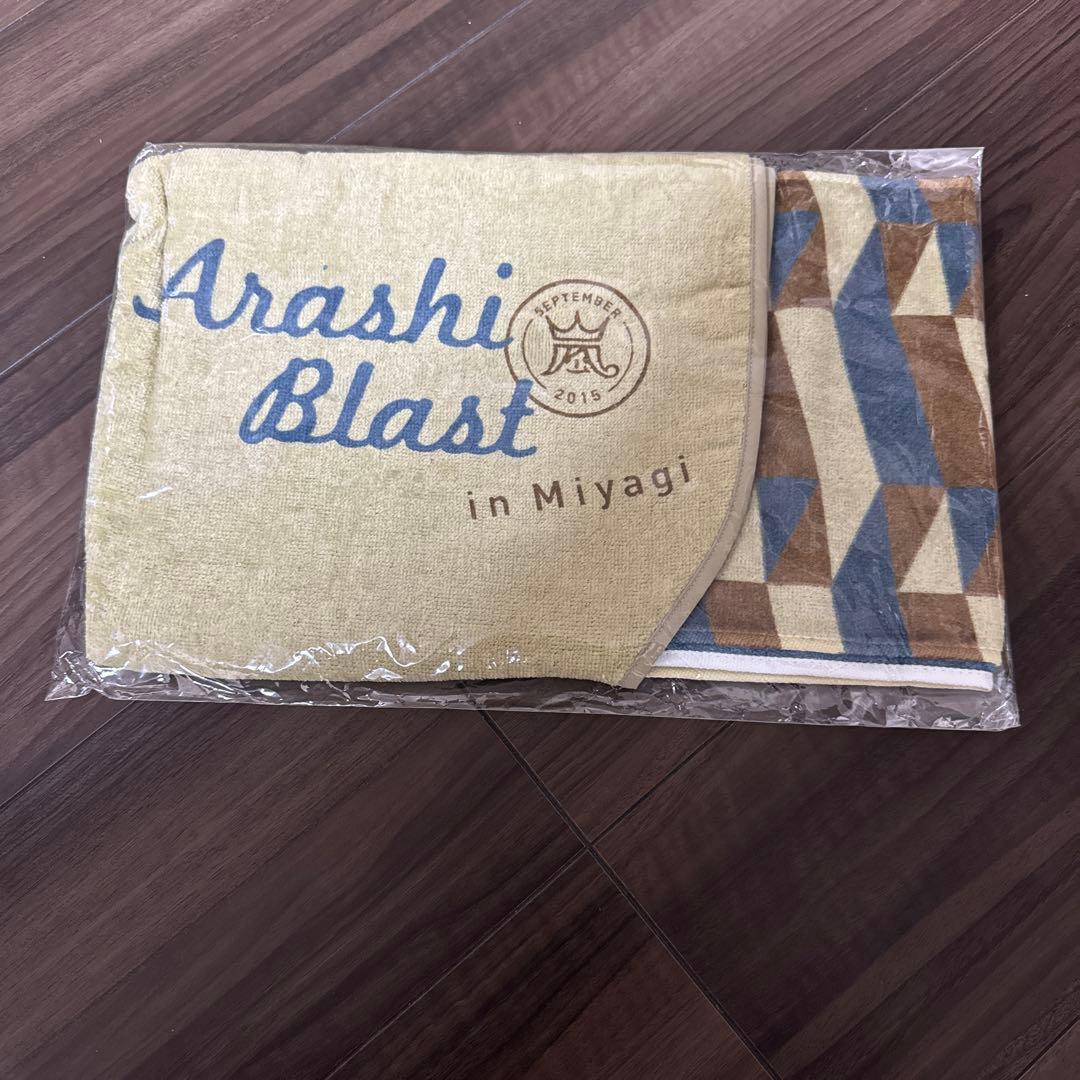 Arashi
Blast
SEPTEMBER
嵐
2015
in Miyagi